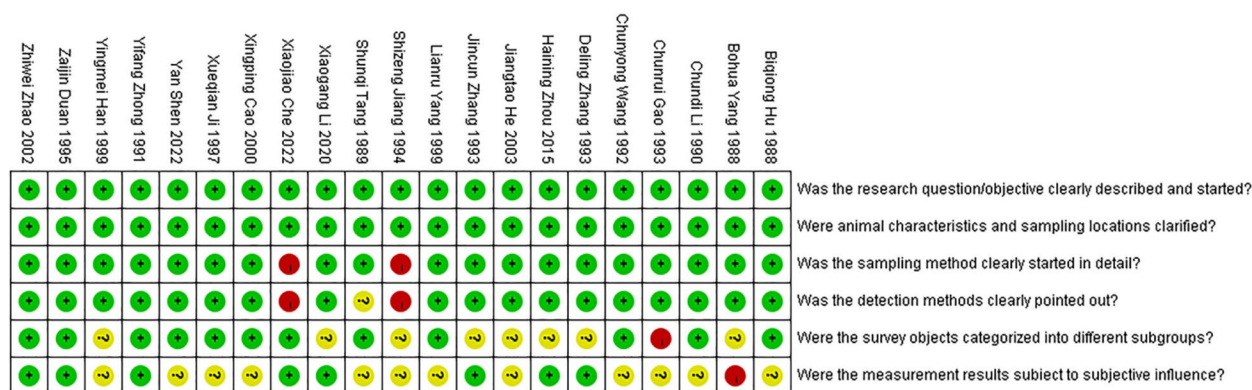 Zhiwei Zhao 2002
Zaijin Duan 1995
Yingmei Han 1999
Yifang Zhong 1991
Yan Shen 2022
Xueqian Ji 1997
Xingping Cao 2000
Xiaojiao Che 2022
Xiaogang Li 2020
Shunqi Tang 1989
Shizeng Jiang 1994
Lianru Yang 1999
Jincun Zhang 1993
Jiangtao He 2003
Haining Zhou 2015
Deling Zhang 1993
Chunyong Wang 1992
Chunrui Gao 1993
Chundi Li 1990
Bohua Yang 1988
Biqiong Hu 1988
+ + + + + + + + + + + + + + + + + + + + + Was the research question/objective clearly described and started?
+ + + + + + + + + + + + + + + + + + + + + Were animal characteristics and sampling locations clarified?
+ + + + + + + - + + - + + + + + + + + + + Was the sampling method clearly started in detail?
+ + + + + + + - + ? - + + + + + + + + + + Was the detection methods clearly pointed out?
+ + ? + + + + + ? + ? + ? ? ? ? + - + ? + Were the survey objects categorized into different subgroups?
+ + ? + ? ? ? + + ? ? ? + ? + + ? ? ? - ? Were the measurement results subiect to subjective influence?